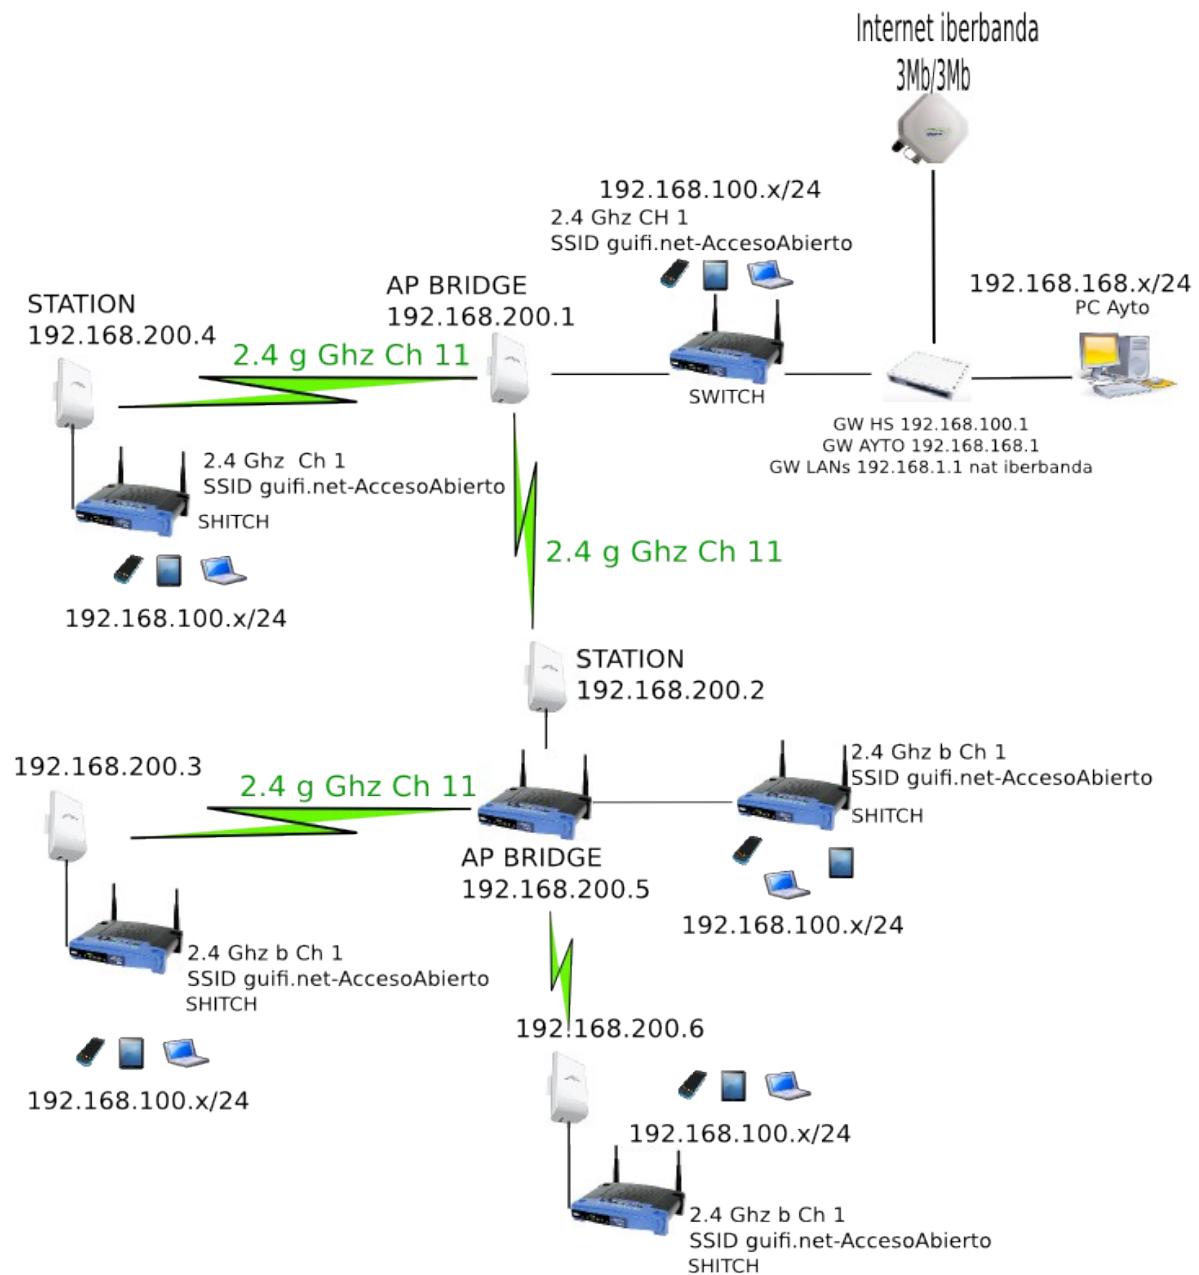 Internet iberbanda
3Mb/3Mb
192.168.100.x/24
2.4 Ghz CH 1
SSID guifi.net-AccesoAbierto
SWITCH
192.168.168.x/24
PC Ayto
GW HS 192.168.100.1
GW AYTO 192.168.168.1
GW LANs 192.168.1.1 nat iberbanda
AP BRIDGE
192.168.200.1
STATION
192.168.200.4
2.4 g Ghz Ch 11
2.4 Ghz  Ch 1
SSID guifi.net-AccesoAbierto
SHITCH
192.168.100.x/24
2.4 g Ghz Ch 11
STATION
192.168.200.2
192.168.200.3
2.4 g Ghz Ch 11
2.4 Ghz b Ch 1
SSID guifi.net-AccesoAbierto
SHITCH
192.168.100.x/24
AP BRIDGE
192.168.200.5
2.4 Ghz b Ch 1
SSID guifi.net-AccesoAbierto
SHITCH
192.168.100.x/24
192.168.200.6
192.168.100.x/24
2.4 Ghz b Ch 1
SSID guifi.net-AccesoAbierto
SHITCH